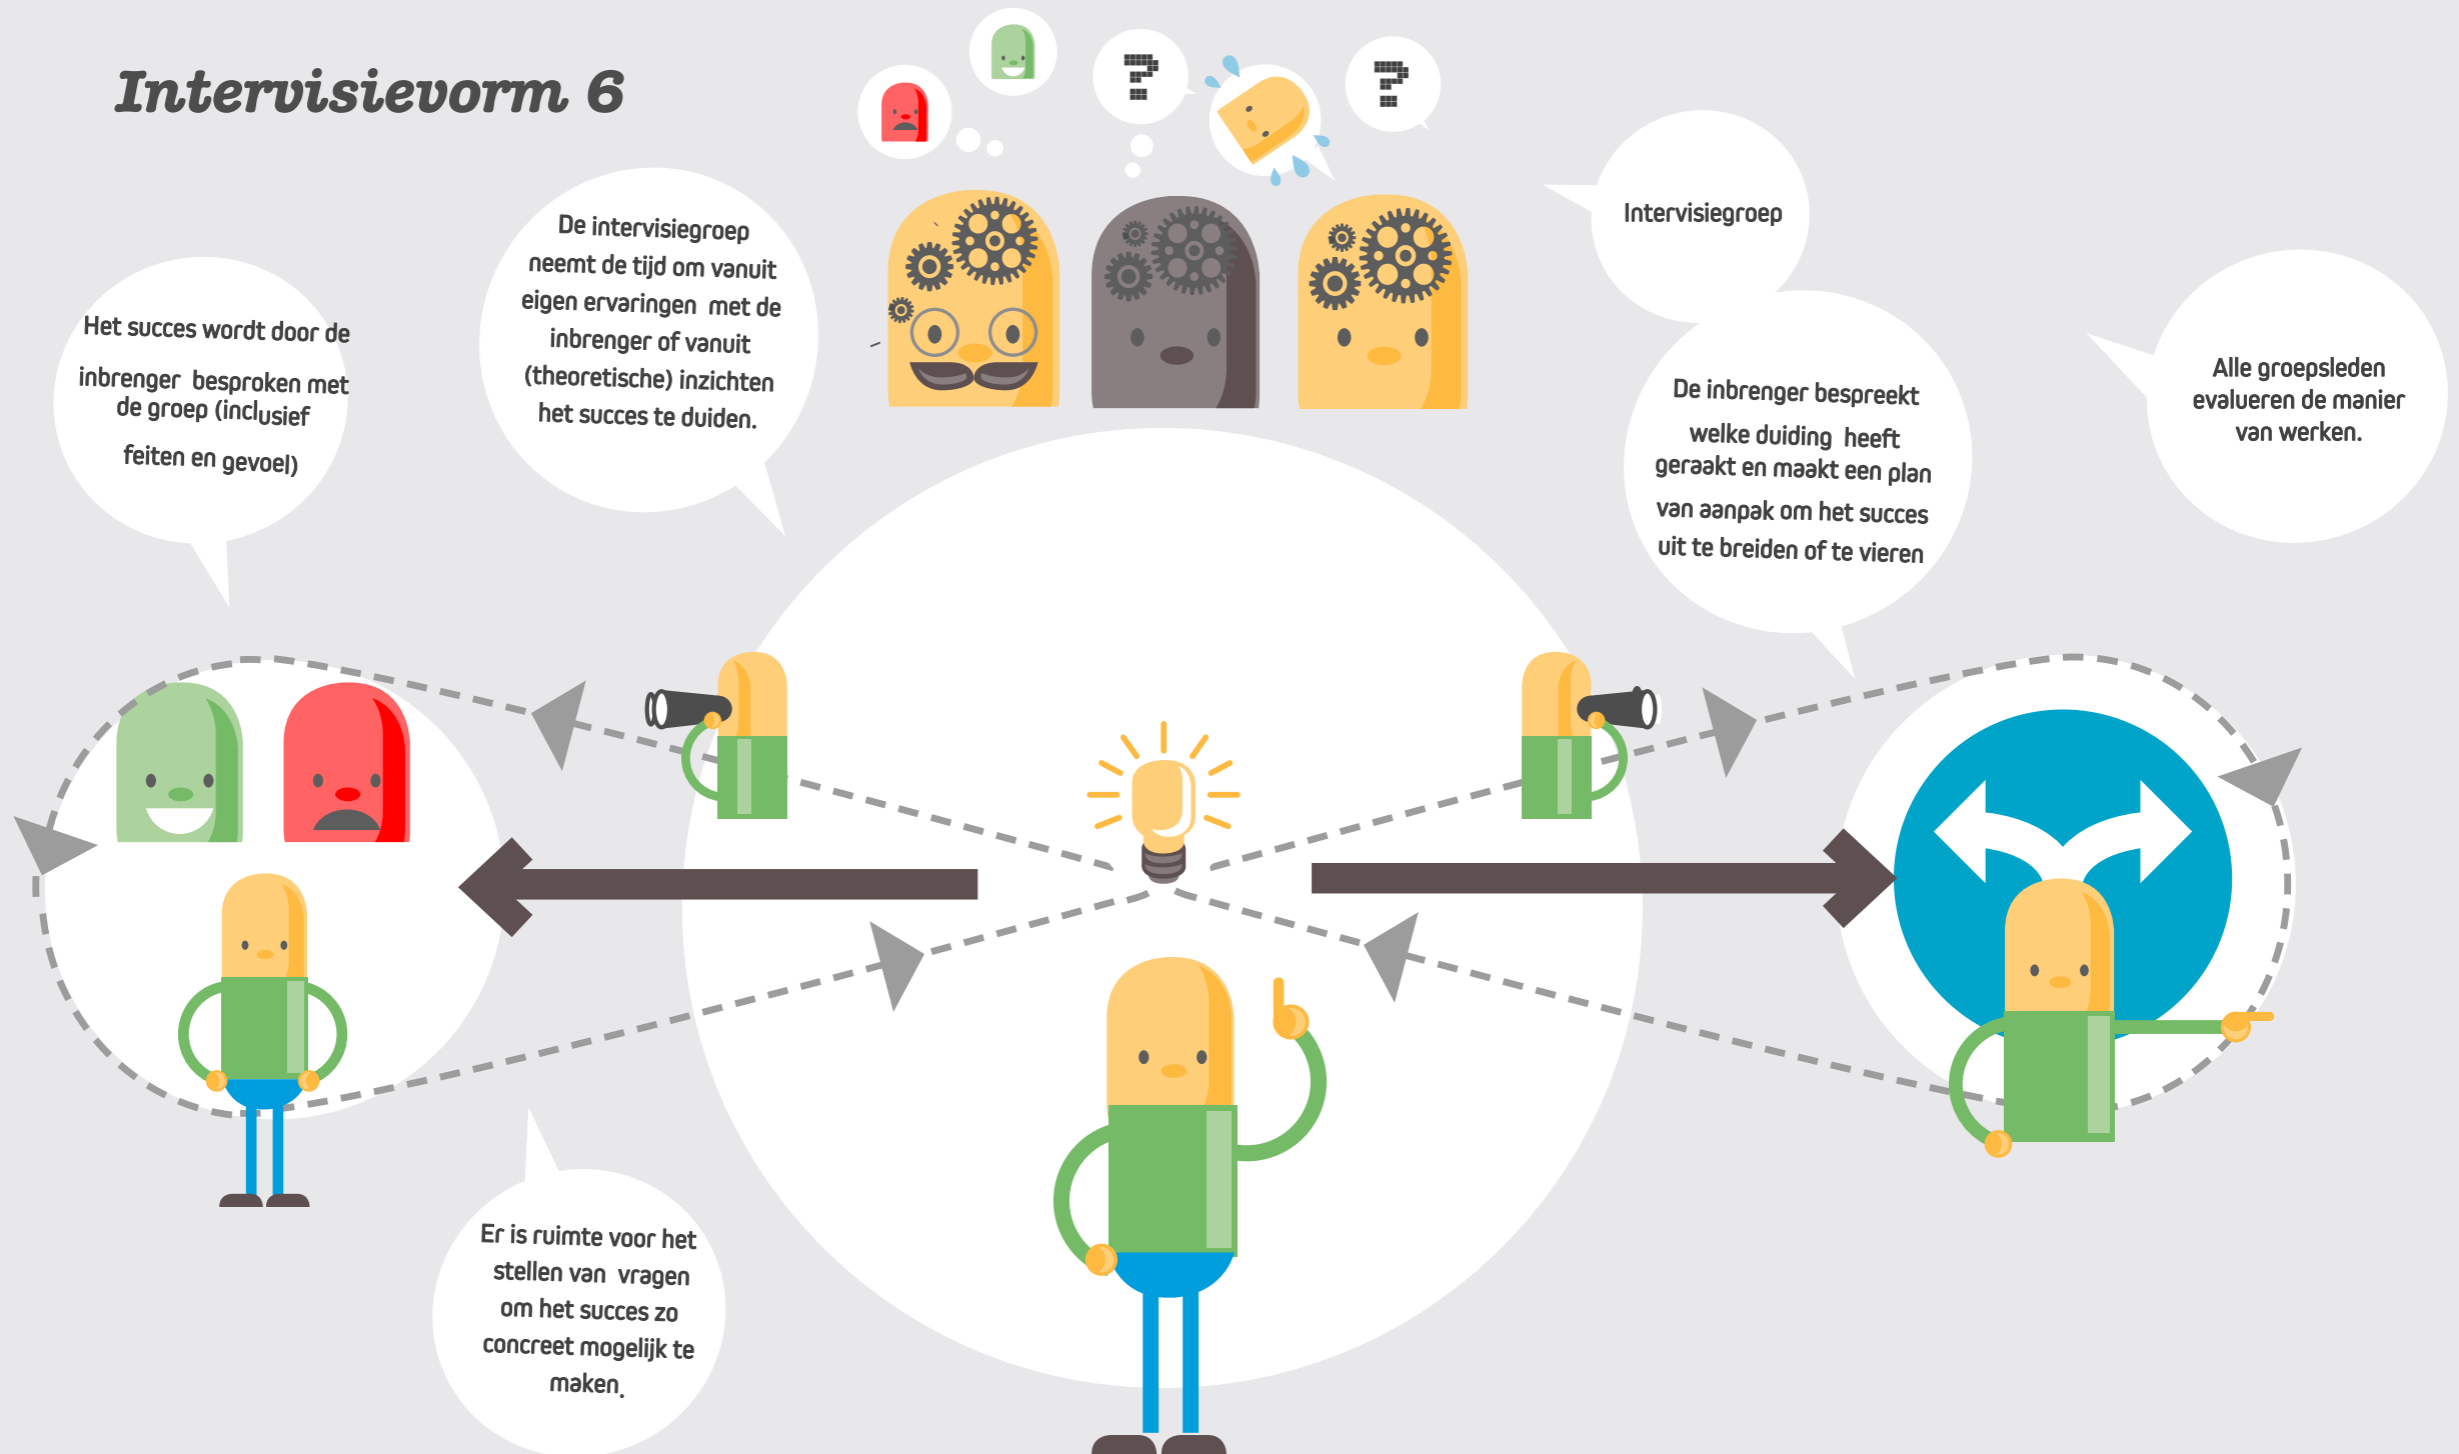 Intervisievorm 6
?
?
Het succes wordt door de
inbrenger besproken met
de groep (inclusief
feiten en gevoel)
De intervisiegroep
neemt de tijd om vanuit
eigen ervaringen met de
inbrenger of vanuit
(theoretische) inzichten
het succes te duiden.
Intervisiegroep
De inbrenger bespreekt
welke duiding heeft
geraakt en maakt een plan
van aanpak om het succes
uit te breiden of te vieren
Alle groepsleden
evalueren de manier
van werken.
Er is ruimte voor het
stellen van vragen
om het succes zo
concreet mogelijk te
maken.